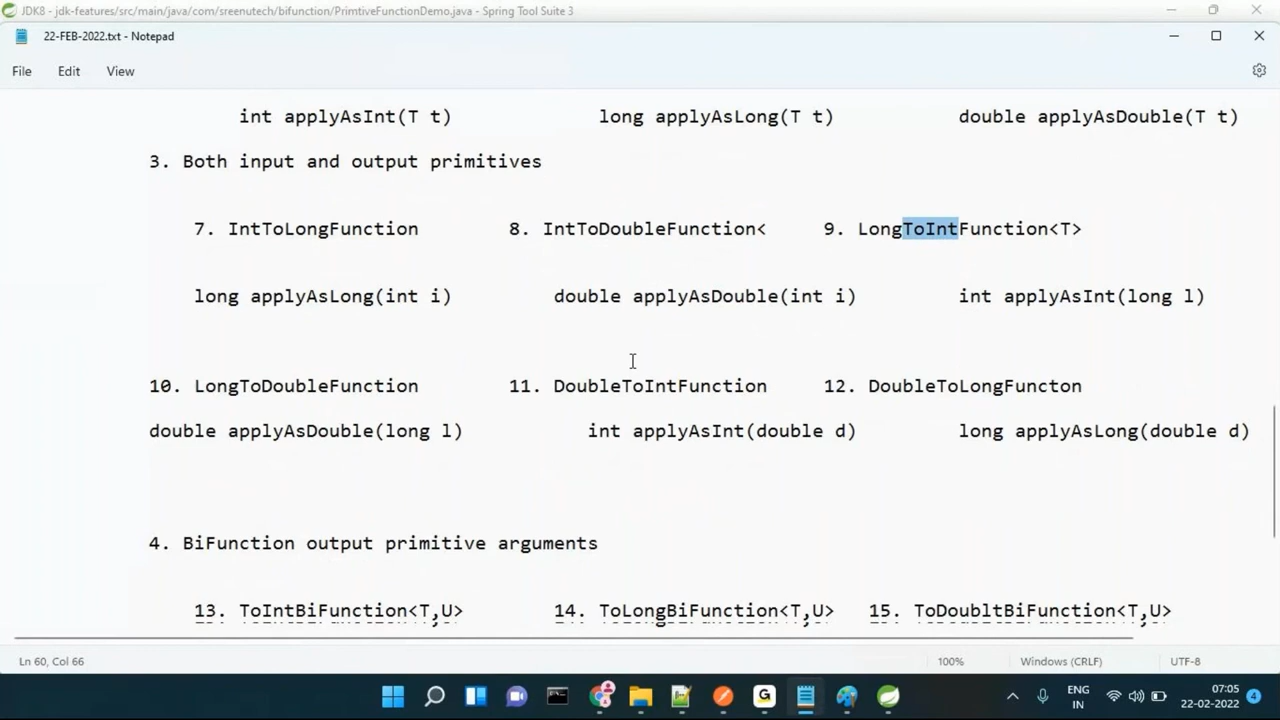 JDK8 - jdk-features/src/main/java/com/sreenutech/bifunction/PrimtiveFunctionDemo.java - Spring Tool Suite 3
22-FEB-2022.txt - Notepad
File Edit View
int applyAsInt(T t) long applyAsLong(T t) double applyAsDouble(T t)
3. Both input and output primitives
7. IntToLongFunction 8. IntToDoubleFunction< 9. LongToIntFunction<T>
long applyAsLong(int i) double applyAsDouble(int i) int applyAsInt(long l)
10. LongToDoubleFunction 11. DoubleToIntFunction 12. DoubleToLongFuncton
double applyAsDouble(long l) int applyAsInt(double d) long applyAsLong(double d)
4. BiFunction output primitive arguments
13. ToIntBiFunction<T,U> 14. ToLongBiFunction<T,U> 15. ToDoubltBiFunction<T,U>
Ln 60, Col 66 100% Windows (CRLF) UTF-8
ENG 07:05
IN 22-02-2022 4